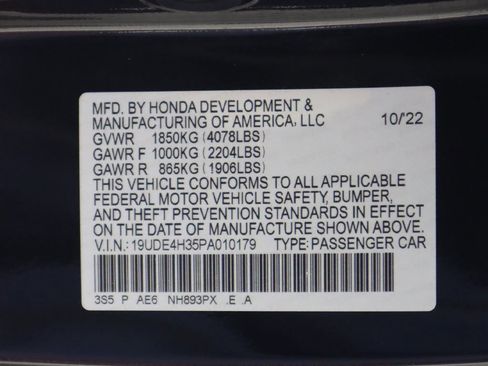 MFD. BY HONDA DEVELOPMENT &
MANUFACTURING OF AMERICA, LLC 10/22
GVWR 1850KG (4078LBS)
GAWR F 1000KG (2204LBS)
GAWR R 865KG (1906LBS)
THIS VEHICLE CONFORMS TO ALL APPLICABLE
FEDERAL MOTOR VEHICLE SAFETY, BUMPER,
AND THEFT PREVENTION STANDARDS IN EFFECT
ON THE DATE OF MANUFACTURE SHOWN ABOVE.
V.I.N.: 19UDE4H35PA010179 TYPE: PASSENGER CAR
3S5 P AE6 NH893PX .E .A